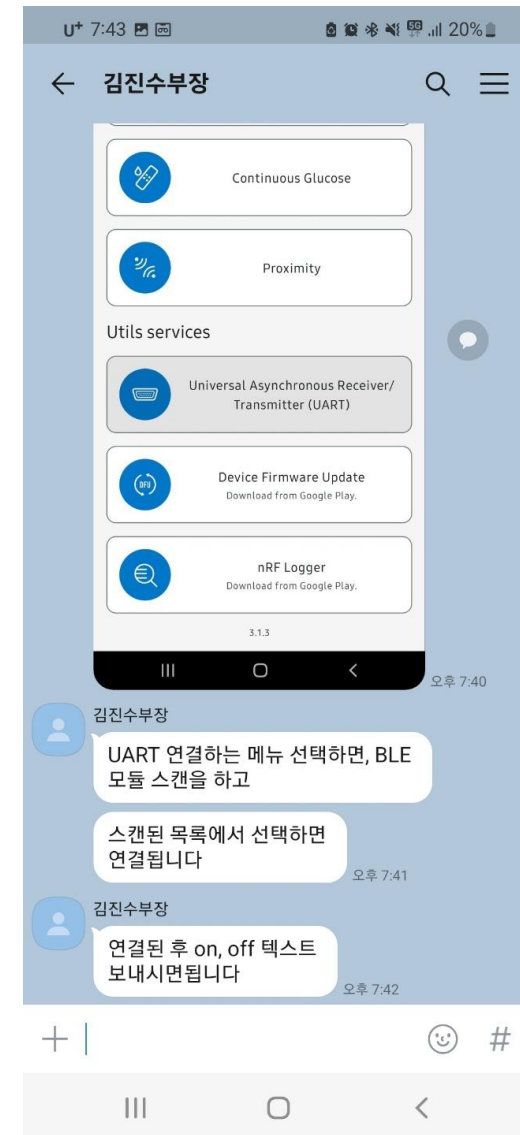 U+ 7:43
5G
20%
김진수부장
Continuous Glucose
Proximity
Utils services
Universal Asynchronous Receiver/
Transmitter (UART)
DFU
Device Firmware Update
Download from Google Play.
nRF Logger
Download from Google Play.
3.1.3
오후 7:40
김진수부장
UART 연결하는 메뉴 선택하면, BLE
모듈 스캔을 하고
스캔된 목록에서 선택하면
연결됩니다
오후 7:41
김진수부장
연결된 후 on, off 텍스트
보내시면됩니다
오후 7:42
#